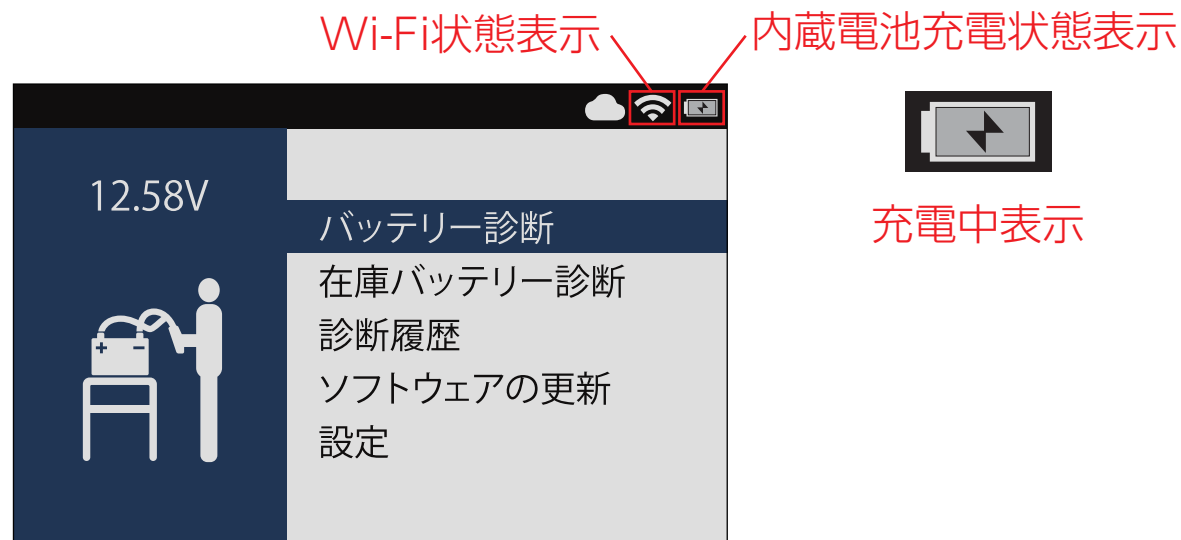 Wi-Fi状態表示
内蔵電池充電状態表示
12.58V
バッテリー診断
在庫バッテリー診断
診断履歴
ソフトウェアの更新
設定
充電中表示